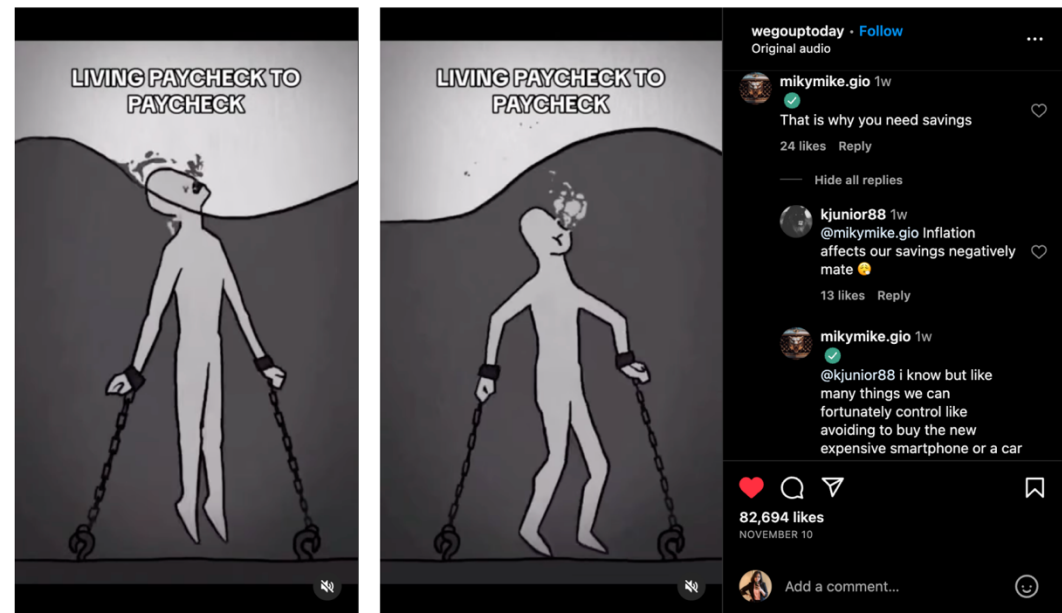 LIVING PAYCHECK TO
PAYCHECK
LIVING PAYCHECK TO
PAYCHECK
wegouptoday • Follow
Original audio
mikymike.gio 1w
That is why you need savings
24 likes Reply
Hide all replies
kjunior88 1w
@mikymike.gio Inflation
affects our savings negatively
mate
13 likes Reply
mikymike.gio 1w
@kjunior88 i know but like
many things we can
fortunately control like
avoiding to buy the new
expensive smartphone or a car
82,694 likes
NOVEMBER 10
Add a comment...